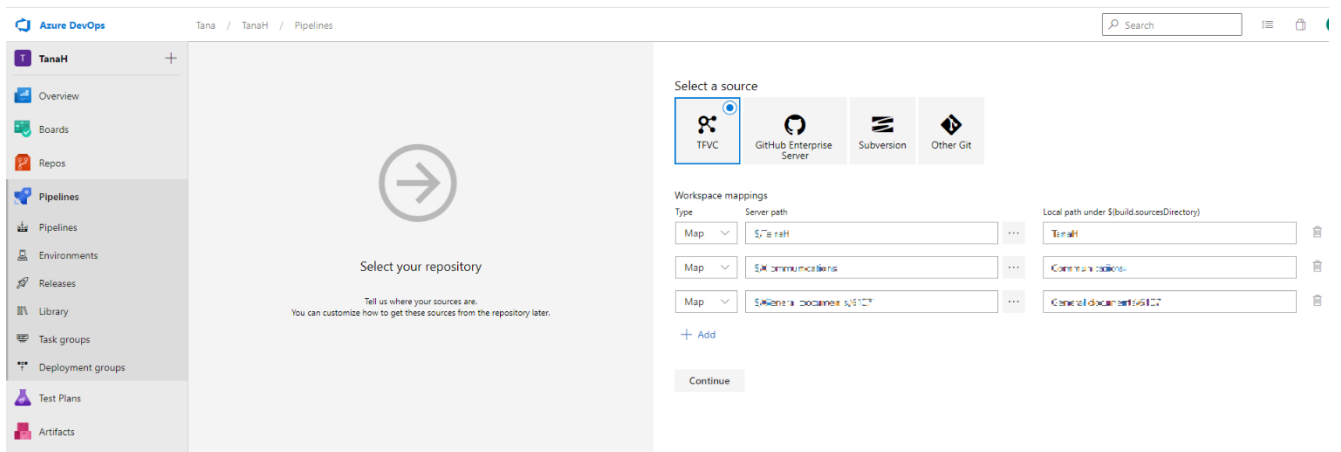 Azure DevOps
Tana / TanaH / Pipelines
Search
T TanaH
Overview
Boards
Repos
Pipelines
Pipelines
Environments
Releases
Library
Task groups
Deployment groups
Test Plans
Artifacts
Select your repository
Tell us where your sources are.
You can customize how to get these sources from the repository later.
Select a source
TFVC
GitHub Enterprise
Server
Subversion
Other Git
Workspace mappings
Type Server path Local path under $(build.sourcesDirectory)
Map $/TanaH ... TanaH
Map ...
Map ...
+ Add
Continue